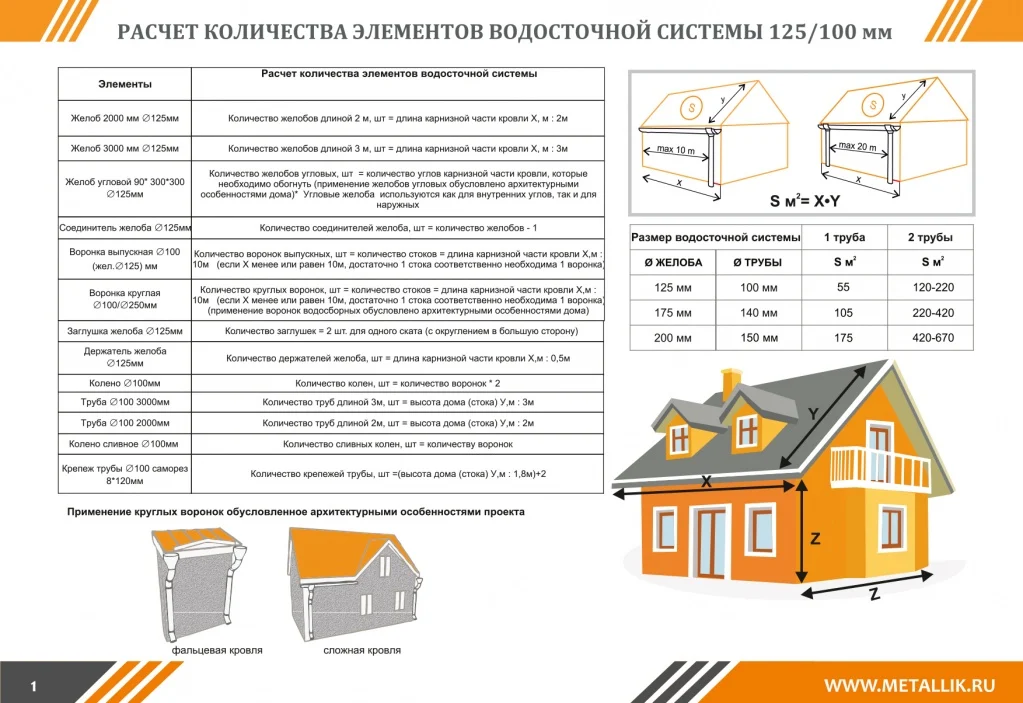 РАСЧЕТ КОЛИЧЕСТВА ЭЛЕМЕНТОВ ВОДОСТОЧНОЙ СИСТЕМЫ 125/100 мм
Элементы
Расчет количества элементов водосточной системы
Желоб 2000 мм ∅125мм
Количество желобов длиной 2 м, шт = длина карнизной части кровли Х, м : 2м
Желоб 3000 мм ∅125мм
Количество желобов длиной 3 м, шт = длина карнизной части кровли Х, м : 3м
Желоб угловой 90* 300*300
∅125мм
Количество желобов угловых, шт = количество углов карнизной части кровли, которые
необходимо обогнуть (применение желобов угловых обусловлено архитектурными
особенностями дома)* Угловые желоба используются как для внутренних углов, так и для
наружных
Соединитель желоба ∅125мм
Количество соединителей желоба, шт = количество желобов - 1
Воронка выпускная ∅100
(жел.∅125) мм
Количество воронок выпускных, шт = количество стоков = длина карнизной части кровли Х,м :
10м (если Х менее или равен 10м, достаточно 1 стока соответственно необходима 1 воронка)
Воронка круглая
∅100/∅250мм
Количество круглых воронок, шт = количество стоков = длина карнизной части кровли Х,м :
10м (если Х менее или равен 10м, достаточно 1 стока соответственно необходима 1 воронка)
(применение воронок водосборных обусловлено архитектурными особенностями дома)
Заглушка желоба ∅125мм
Количество заглушек = 2 шт. для одного ската (с округлением в большую сторону)
Держатель желоба
∅125мм
Количество держателей желоба, шт = длина карнизной части кровли Х,м : 0,5м
Колено ∅100мм
Количество колен, шт = количество воронок * 2
Труба ∅100 3000мм
Количество труб длиной 3м, шт = высота дома (стока) У,м : 3м
Труба ∅100 2000мм
Количество труб длиной 2м, шт = высота дома (стока) У,м : 2м
Колено сливное ∅100мм
Количество сливных колен, шт = количеству воронок
Крепеж трубы ∅100 саморез
8*120мм
Количество крепежей трубы, шт =(высота дома (стока) У,м : 1,8м)+2
Применение круглых воронок обусловленное архитектурными особенностями проекта
фальцевая кровля
сложная кровля
S
y
max 10 m
x
S
y
max 20 m
x
S м²= X•Y
Размер водосточной системы
1 труба
2 трубы
Ø ЖЕЛОБА
Ø ТРУБЫ
S м²
S м²
125 мм
100 мм
55
120-220
175 мм
140 мм
105
220-420
200 мм
150 мм
175
420-670
Y
X
Z
Z
1
WWW.METALLIK.RU